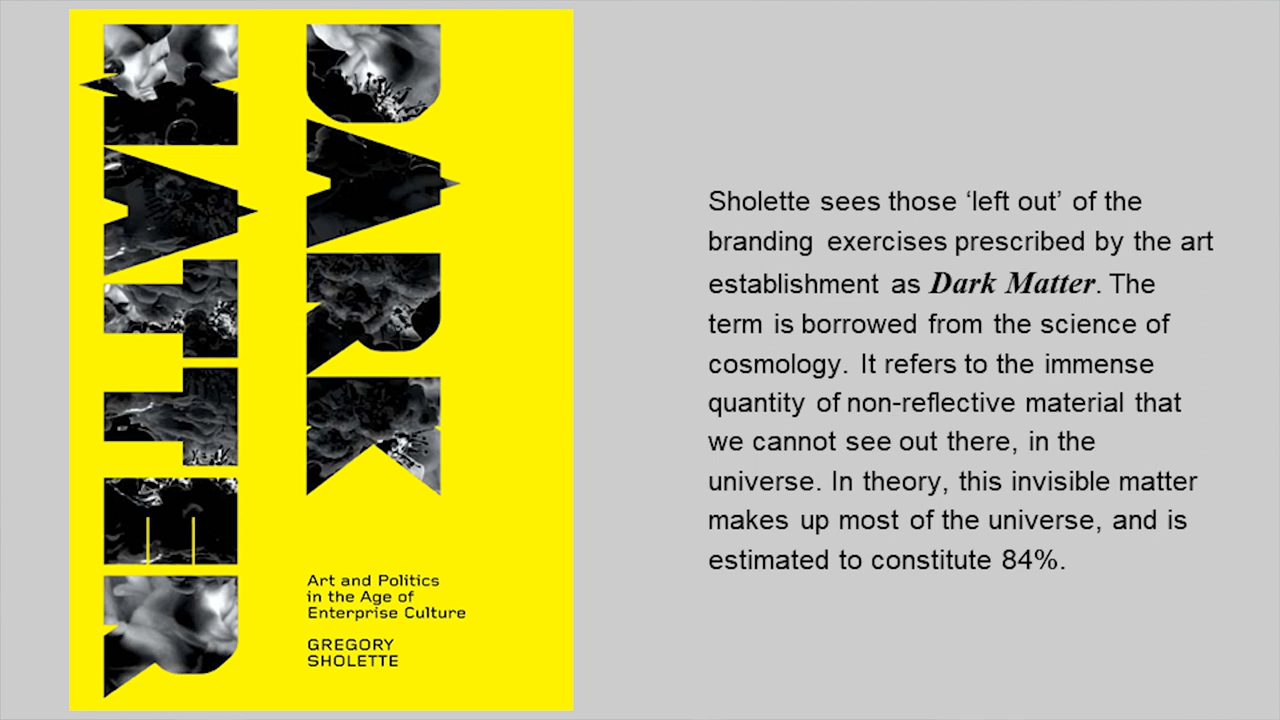 DARK
MATTER
Art and Politics
in the Age of
Enterprise Culture
GREGORY
SHOLETTE
Sholette sees those ‘left out’ of the
branding exercises prescribed by the art
establishment as Dark Matter. The
term is borrowed from the science of
cosmology. It refers to the immense
quantity of non-reflective material that
we cannot see out there, in the
universe. In theory, this invisible matter
makes up most of the universe, and is
estimated to constitute 84%.